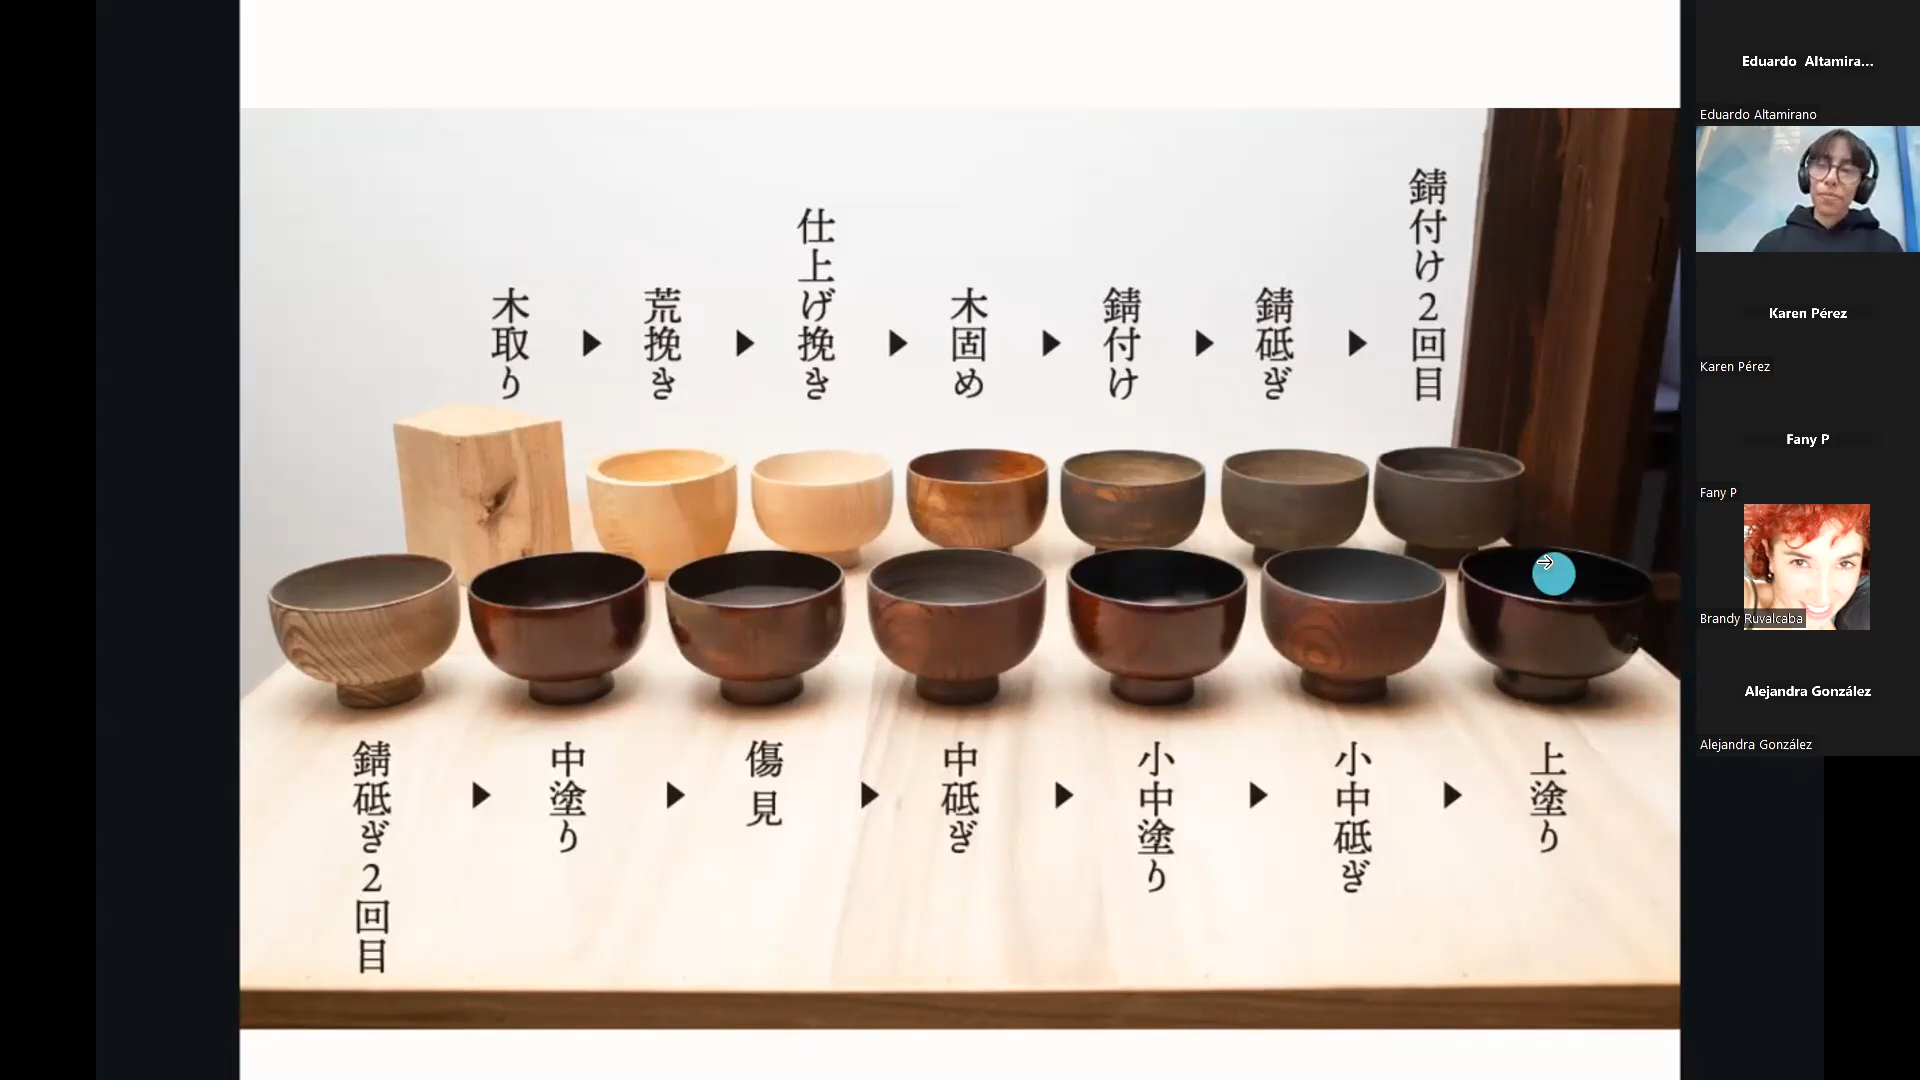 木取り
▶
荒挽き
▶
仕上げ挽き
▶
木固め
▶
錆付け
▶
錆砥ぎ
▶
錆付け2回目
錆砥ぎ2回目
▶
中塗り
▶
傷見
▶
中砥ぎ
▶
小中塗り
▶
小中砥ぎ
▶
上塗り
Eduardo Altamira...
Eduardo Altamirano
Karen Pérez
Karen Pérez
Fany P
Fany P
Brandy Ruvalcaba
Alejandra González
Alejandra González